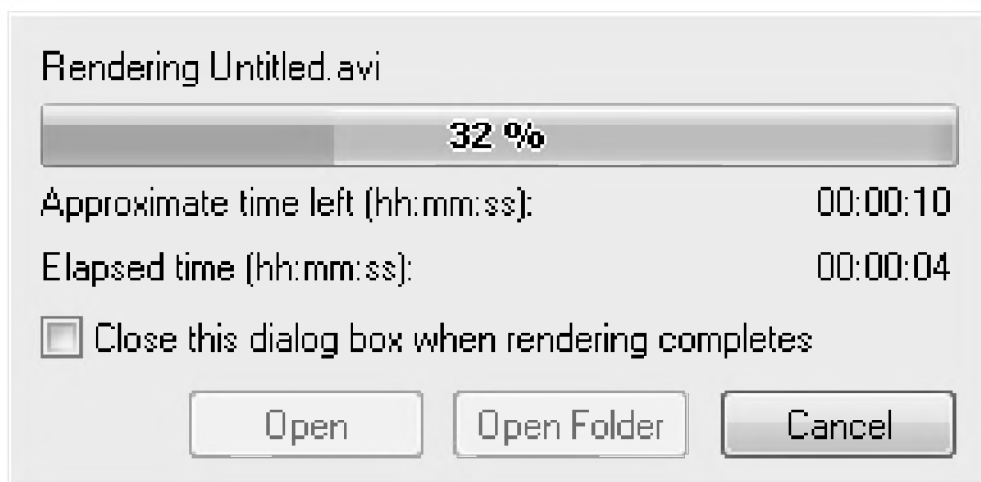 Rendering Untitled.avi
32 %
Approximate time left (hh:mm:ss): 00:00:10
Elapsed time (hh:mm:ss): 00:00:04
Close this dialog box when rendering completes
Open Open Folder Cancel